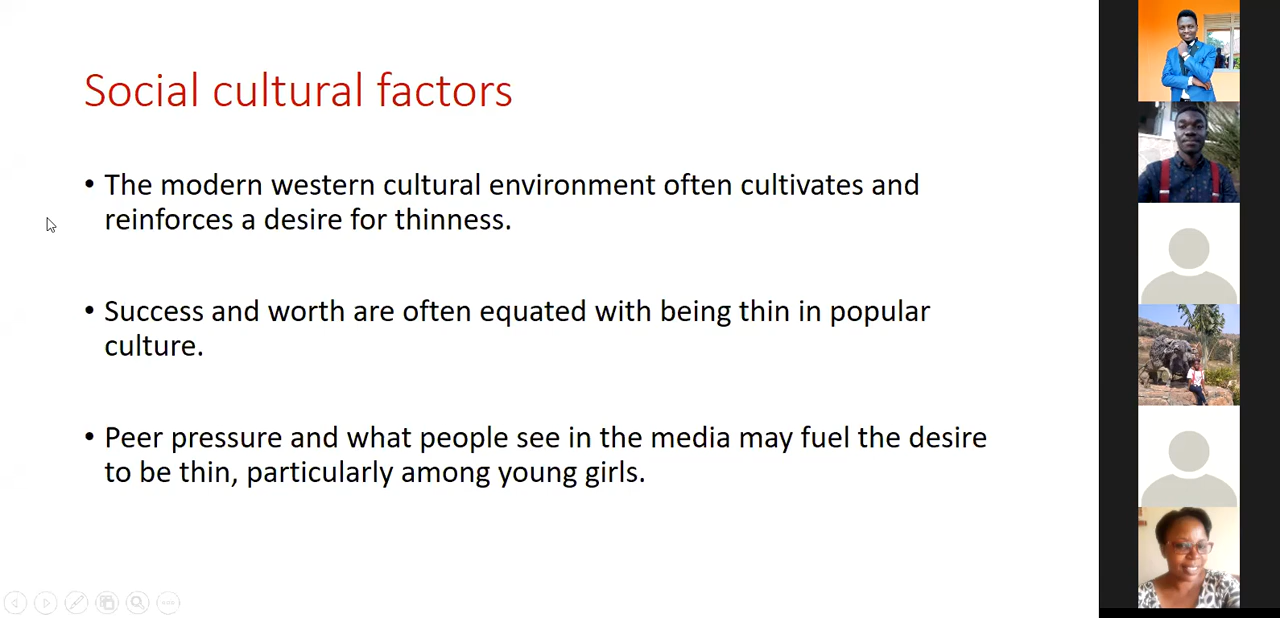 Social cultural factors
• The modern western cultural environment often cultivates and
reinforces a desire for thinness.
• Success and worth are often equated with being thin in popular
culture.
• Peer pressure and what people see in the media may fuel the desire
to be thin, particularly among young girls.